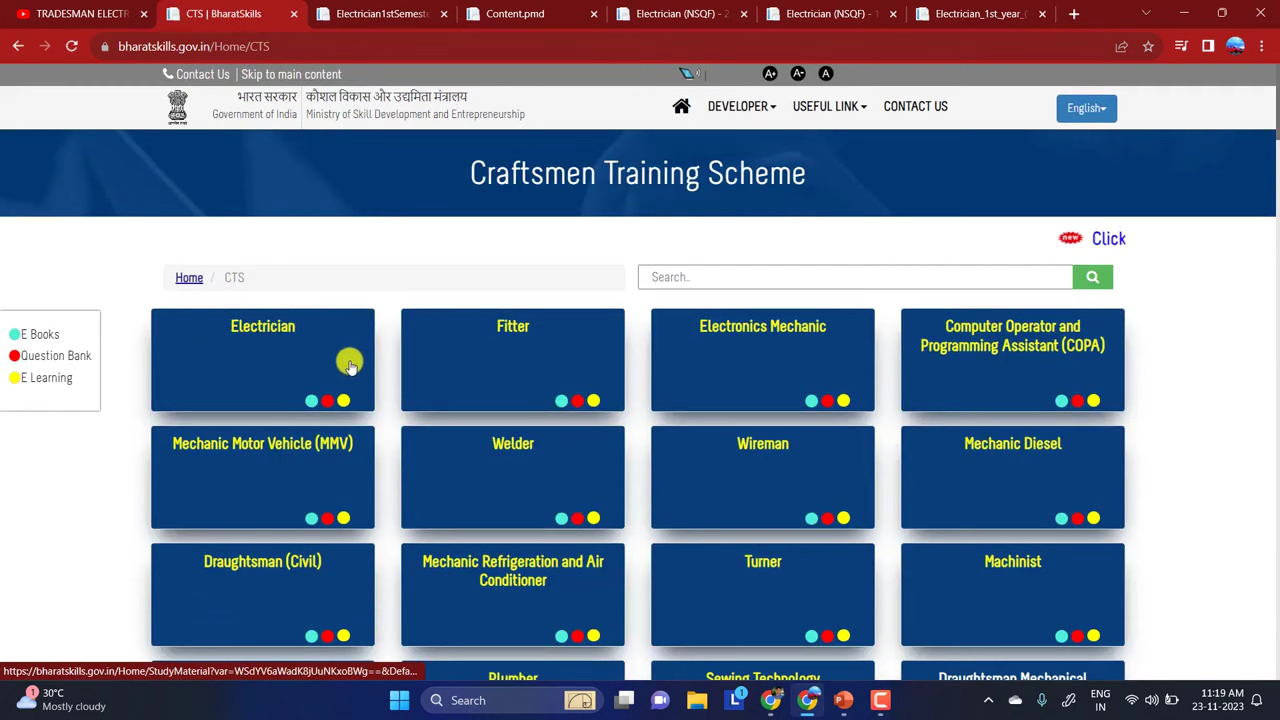 TRADESMAN ELECTR
CTS | BharatSkills
Electrician1stSemest
Content.pmd
Electrician (NSQF) - 2
Electrician (NSQF) - 1
Electrician_1st_year_(
bharatskills.gov.in/Home/CTS
Contact Us | Skip to main content
A+ A- A
भारत सरकार कौशल विकास और उद्यमिता मंत्रालय
Government of India Ministry of Skill Development and Entrepreneurship
DEVELOPER USEFUL LINK CONTACT US
English
Craftsmen Training Scheme
new Click
Home / CTS
Search..
E Books
Question Bank
E Learning
Electrician
Fitter
Electronics Mechanic
Computer Operator and
Programming Assistant (COPA)
Mechanic Motor Vehicle (MMV)
Welder
Wireman
Mechanic Diesel
Draughtsman (Civil)
Mechanic Refrigeration and Air
Conditioner
Turner
Machinist
Plumber
Sewing Technology
Draughtsman Mechanical
https://bharatskills.gov.in/Home/StudyMaterial?var=WSdYV6aWadK8jUuNKxoBWg==&Defa...
1
30°C
Mostly cloudy
Search
1
ENG
IN
11:19 AM
23-11-2023